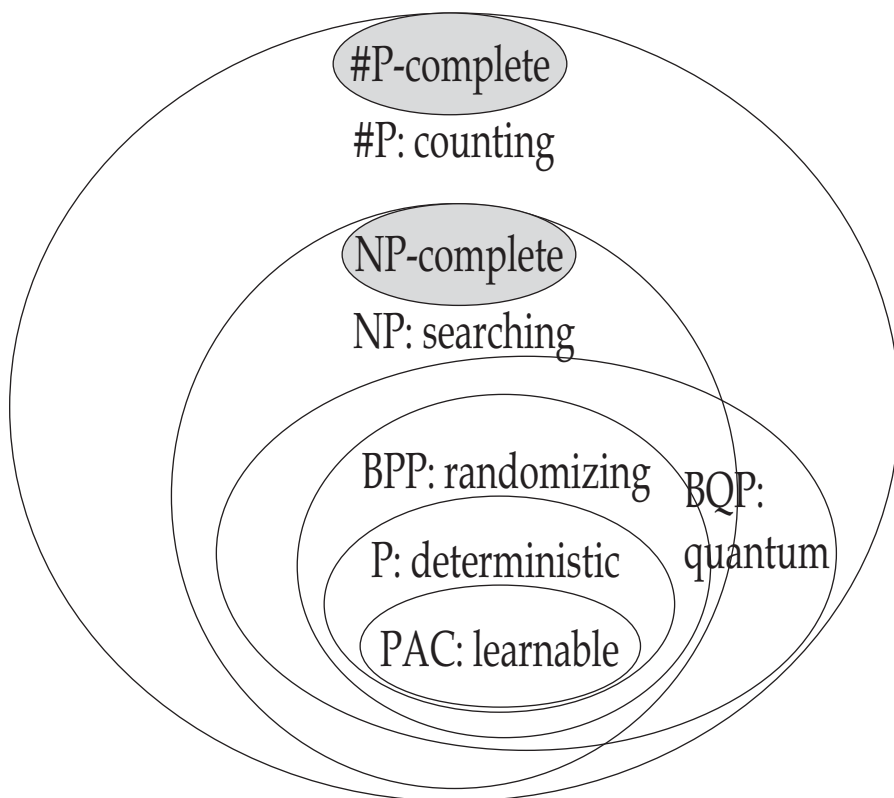 #P-complete
#P: counting
NP-complete
NP: searching
BPP: randomizing
BQP:
quantum
P: deterministic
PAC: learnable